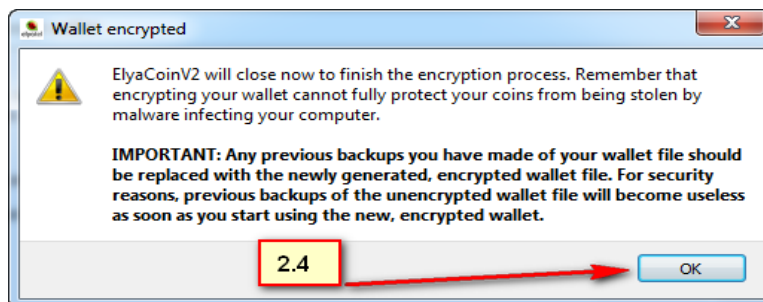 Wallet encrypted
ElyaCoinV2 will close now to finish the encryption process. Remember that
encrypting your wallet cannot fully protect your coins from being stolen by
malware infecting your computer.
IMPORTANT: Any previous backups you have made of your wallet file should
be replaced with the newly generated, encrypted wallet file. For security
reasons, previous backups of the unencrypted wallet file will become useless
as soon as you start using the new, encrypted wallet.
2.4
OK